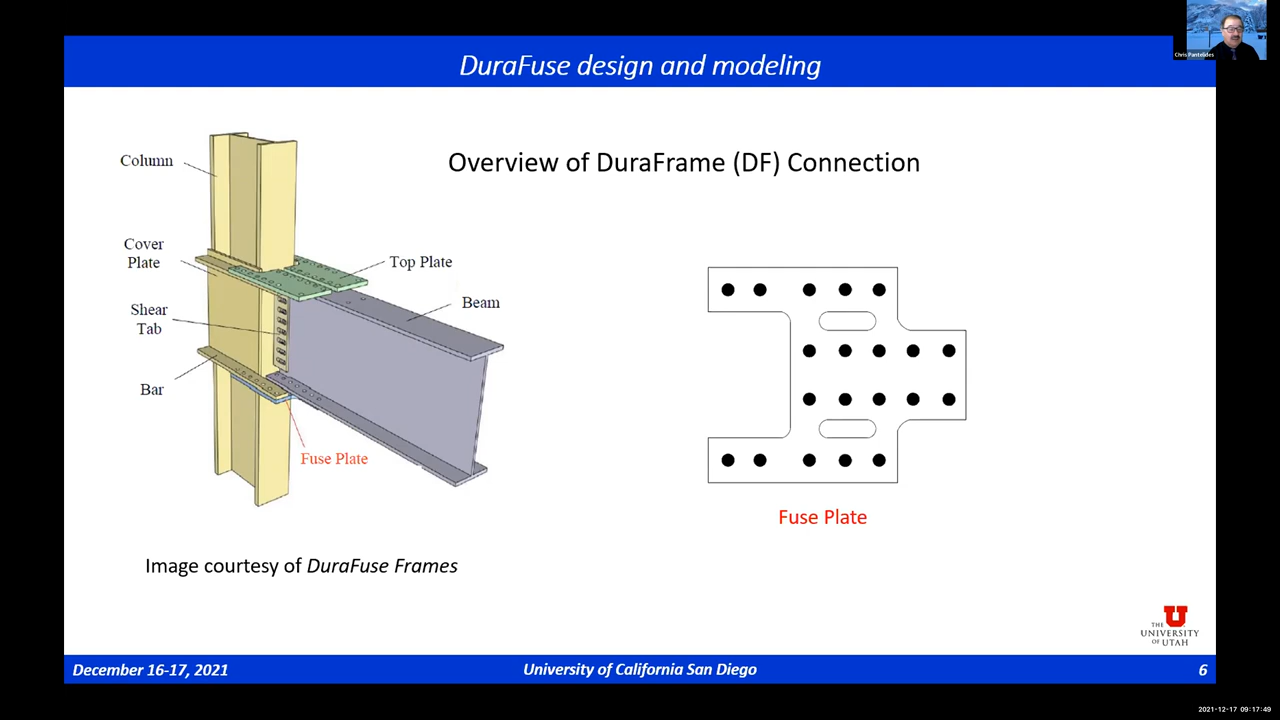 Chris Pantelides
DuraFuse design and modeling
Overview of DuraFrame (DF) Connection
Column
Cover
Plate
Shear
Tab
Bar
Top Plate
Beam
Fuse Plate
Fuse Plate
Image courtesy of DuraFuse Frames
U
THE
UNIVERSITY
OF UTAH
December 16-17, 2021
University of California San Diego
6
2021-12-17 09:17:49